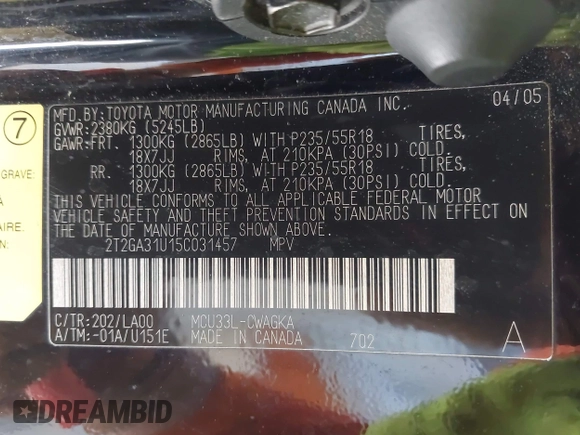 7
GRAVE:
A
AIRE
:
MFD. BY: TOYOTA MOTOR MANUFACTURING CANADA INC. 04/05
GVWR: 2380KG (5245LB)
GAWR: FRT. 1300KG (2865LB) WITH P235/55R18 TIRES,
18X7JJ RIMS, AT 210KPA (30PSI) COLD.
RR. 1300KG (2865LB) WITH P235/55R18 TIRES,
18X7JJ RIMS, AT 210KPA (30PSI) COLD.
THIS VEHICLE CONFORMS TO ALL APPLICABLE FEDERAL MOTOR
VEHICLE SAFETY AND THEFT PREVENTION STANDARDS IN EFFECT ON
THE DATE OF MANUFACTURE SHOWN ABOVE.
2T2GA31U15C031457 MPV
C/TR: 202/LA00 MCU33L-CWAGKA
A/TM: -01A/U151E MADE IN CANADA 702 A
DREAMBID